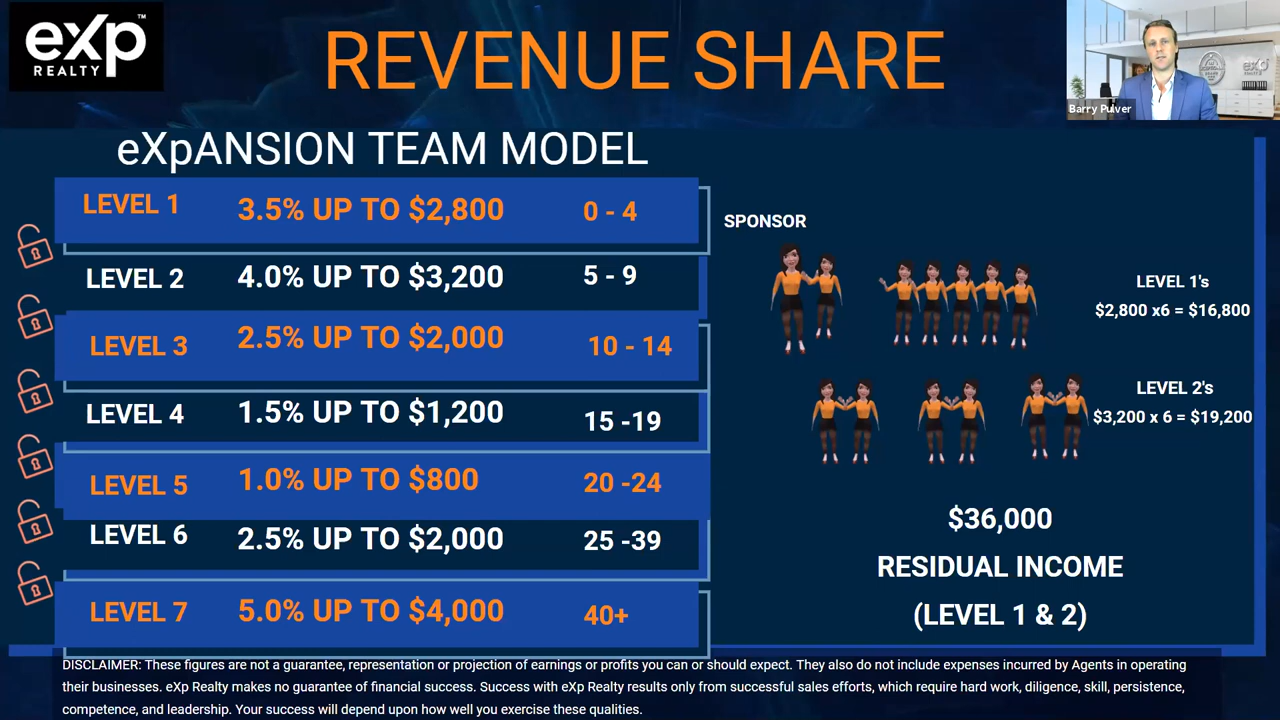 eXp™
REALTY
REVENUE SHARE
Barry Pulver
eXpANSION TEAM MODEL
LEVEL 1 3.5% UP TO $2,800 0 - 4
LEVEL 2 4.0% UP TO $3,200 5 - 9
LEVEL 3 2.5% UP TO $2,000 10 - 14
LEVEL 4 1.5% UP TO $1,200 15 -19
LEVEL 5 1.0% UP TO $800 20 -24
LEVEL 6 2.5% UP TO $2,000 25 -39
LEVEL 7 5.0% UP TO $4,000 40+
SPONSOR
LEVEL 1's
$2,800 x6 = $16,800
LEVEL 2's
$3,200 x 6 = $19,200
$36,000
RESIDUAL INCOME
(LEVEL 1 & 2)
DISCLAIMER: These figures are not a guarantee, representation or projection of earnings or profits you can or should expect. They also do not include expenses incurred by Agents in operating
their businesses. eXp Realty makes no guarantee of financial success. Success with eXp Realty results only from successful sales efforts, which require hard work, diligence, skill, persistence,
competence, and leadership. Your success will depend upon how well you exercise these qualities.